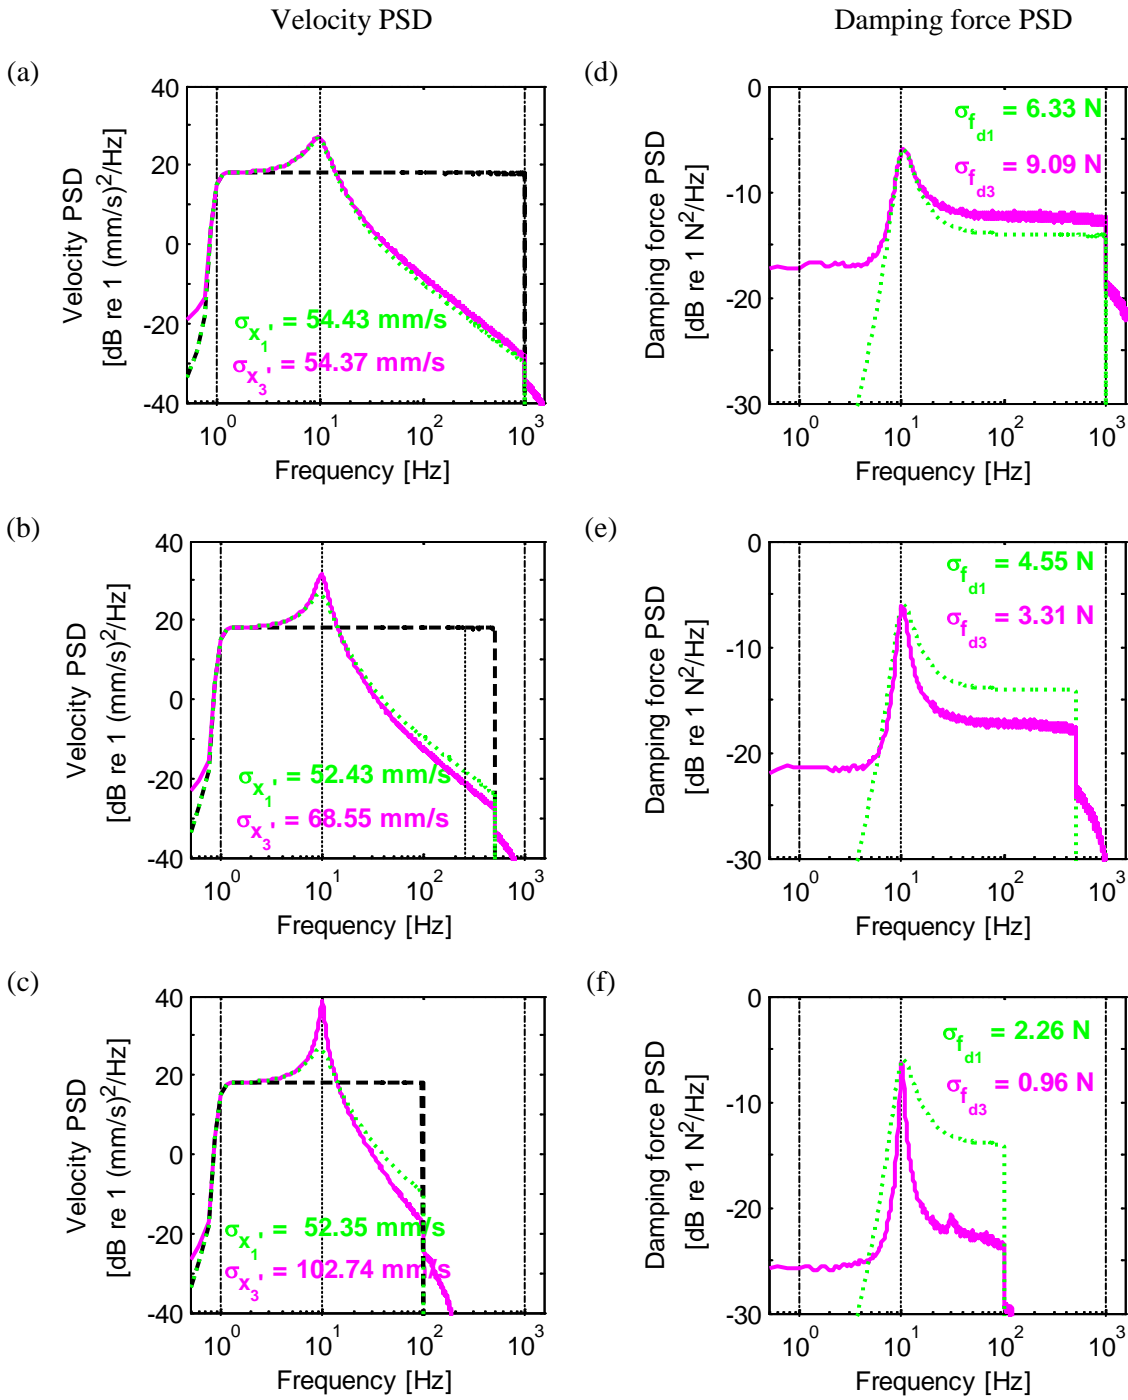 Velocity PSD
Damping force PSD
(a)
40
20
0
-20
-40
Velocity PSD
[dB re 1 (mm/s)²/Hz]
σx₁' = 54.43 mm/s
σx₃' = 54.37 mm/s
10⁰ 10¹ 10² 10³
Frequency [Hz]
(d)
0
-10
-20
-30
Damping force PSD
[dB re 1 N²/Hz]
σfd1 = 6.33 N
σfd3 = 9.09 N
10⁰ 10¹ 10² 10³
Frequency [Hz]
(b)
40
20
0
-20
-40
Velocity PSD
[dB re 1 (mm/s)²/Hz]
σx₁' = 52.43 mm/s
σx₃' = 68.55 mm/s
10⁰ 10¹ 10² 10³
Frequency [Hz]
(e)
0
-10
-20
-30
Damping force PSD
[dB re 1 N²/Hz]
σfd1 = 4.55 N
σfd3 = 3.31 N
10⁰ 10¹ 10² 10³
Frequency [Hz]
(c)
40
20
0
-20
-40
Velocity PSD
[dB re 1 (mm/s)²/Hz]
σx₁' = 52.35 mm/s
σx₃' = 102.74 mm/s
10⁰ 10¹ 10² 10³
Frequency [Hz]
(f)
0
-10
-20
-30
Damping force PSD
[dB re 1 N²/Hz]
σfd1 = 2.26 N
σfd3 = 0.96 N
10⁰ 10¹ 10² 10³
Frequency [Hz]